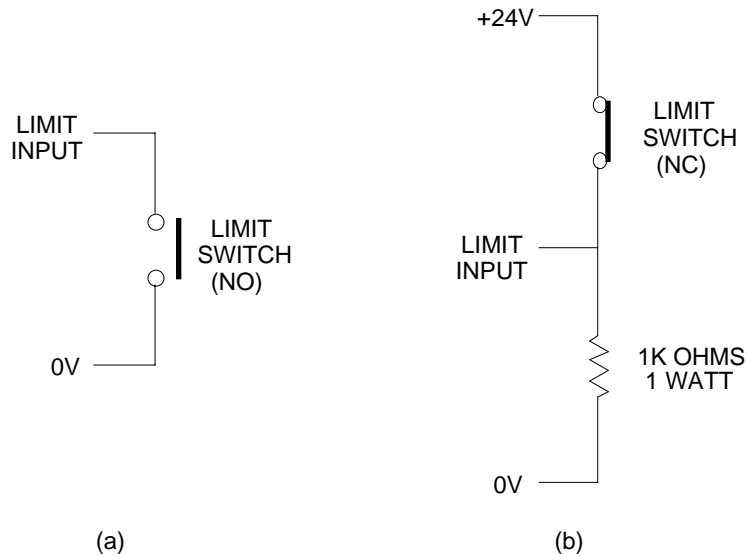 LIMIT
INPUT
LIMIT
SWITCH
(NO)
0V
(a)
+24V
LIMIT
SWITCH
(NC)
LIMIT
INPUT
1K OHMS
1 WATT
0V
(b)